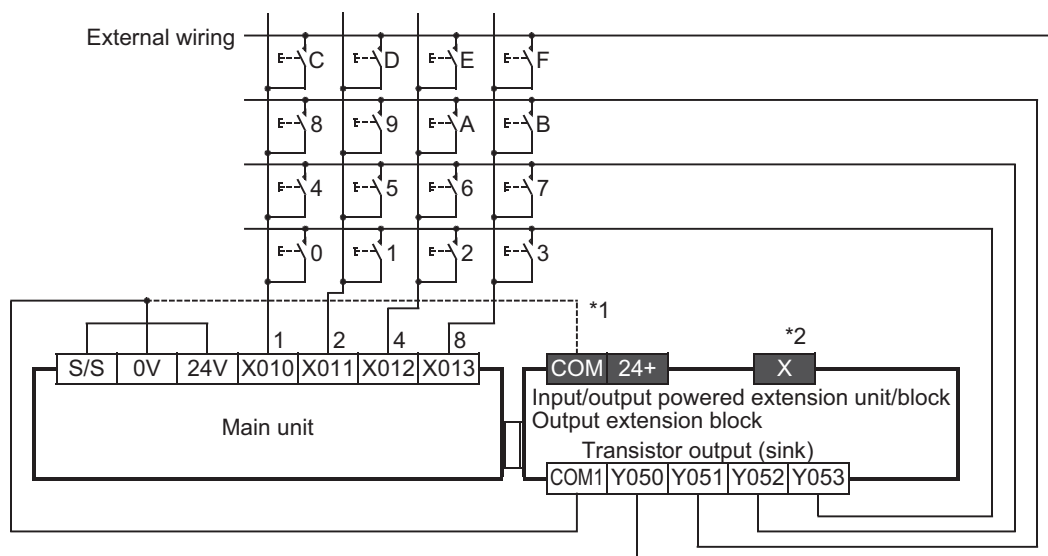 External wiring
C D E F
8 9 A B
4 5 6 7
0 1 2 3
*1
1 2 4 8
*2
S/S 0V 24V X010 X011 X012 X013
COM 24+ X
Input/output powered extension unit/block
Output extension block
Main unit
Transistor output (sink)
COM1 Y050 Y051 Y052 Y053